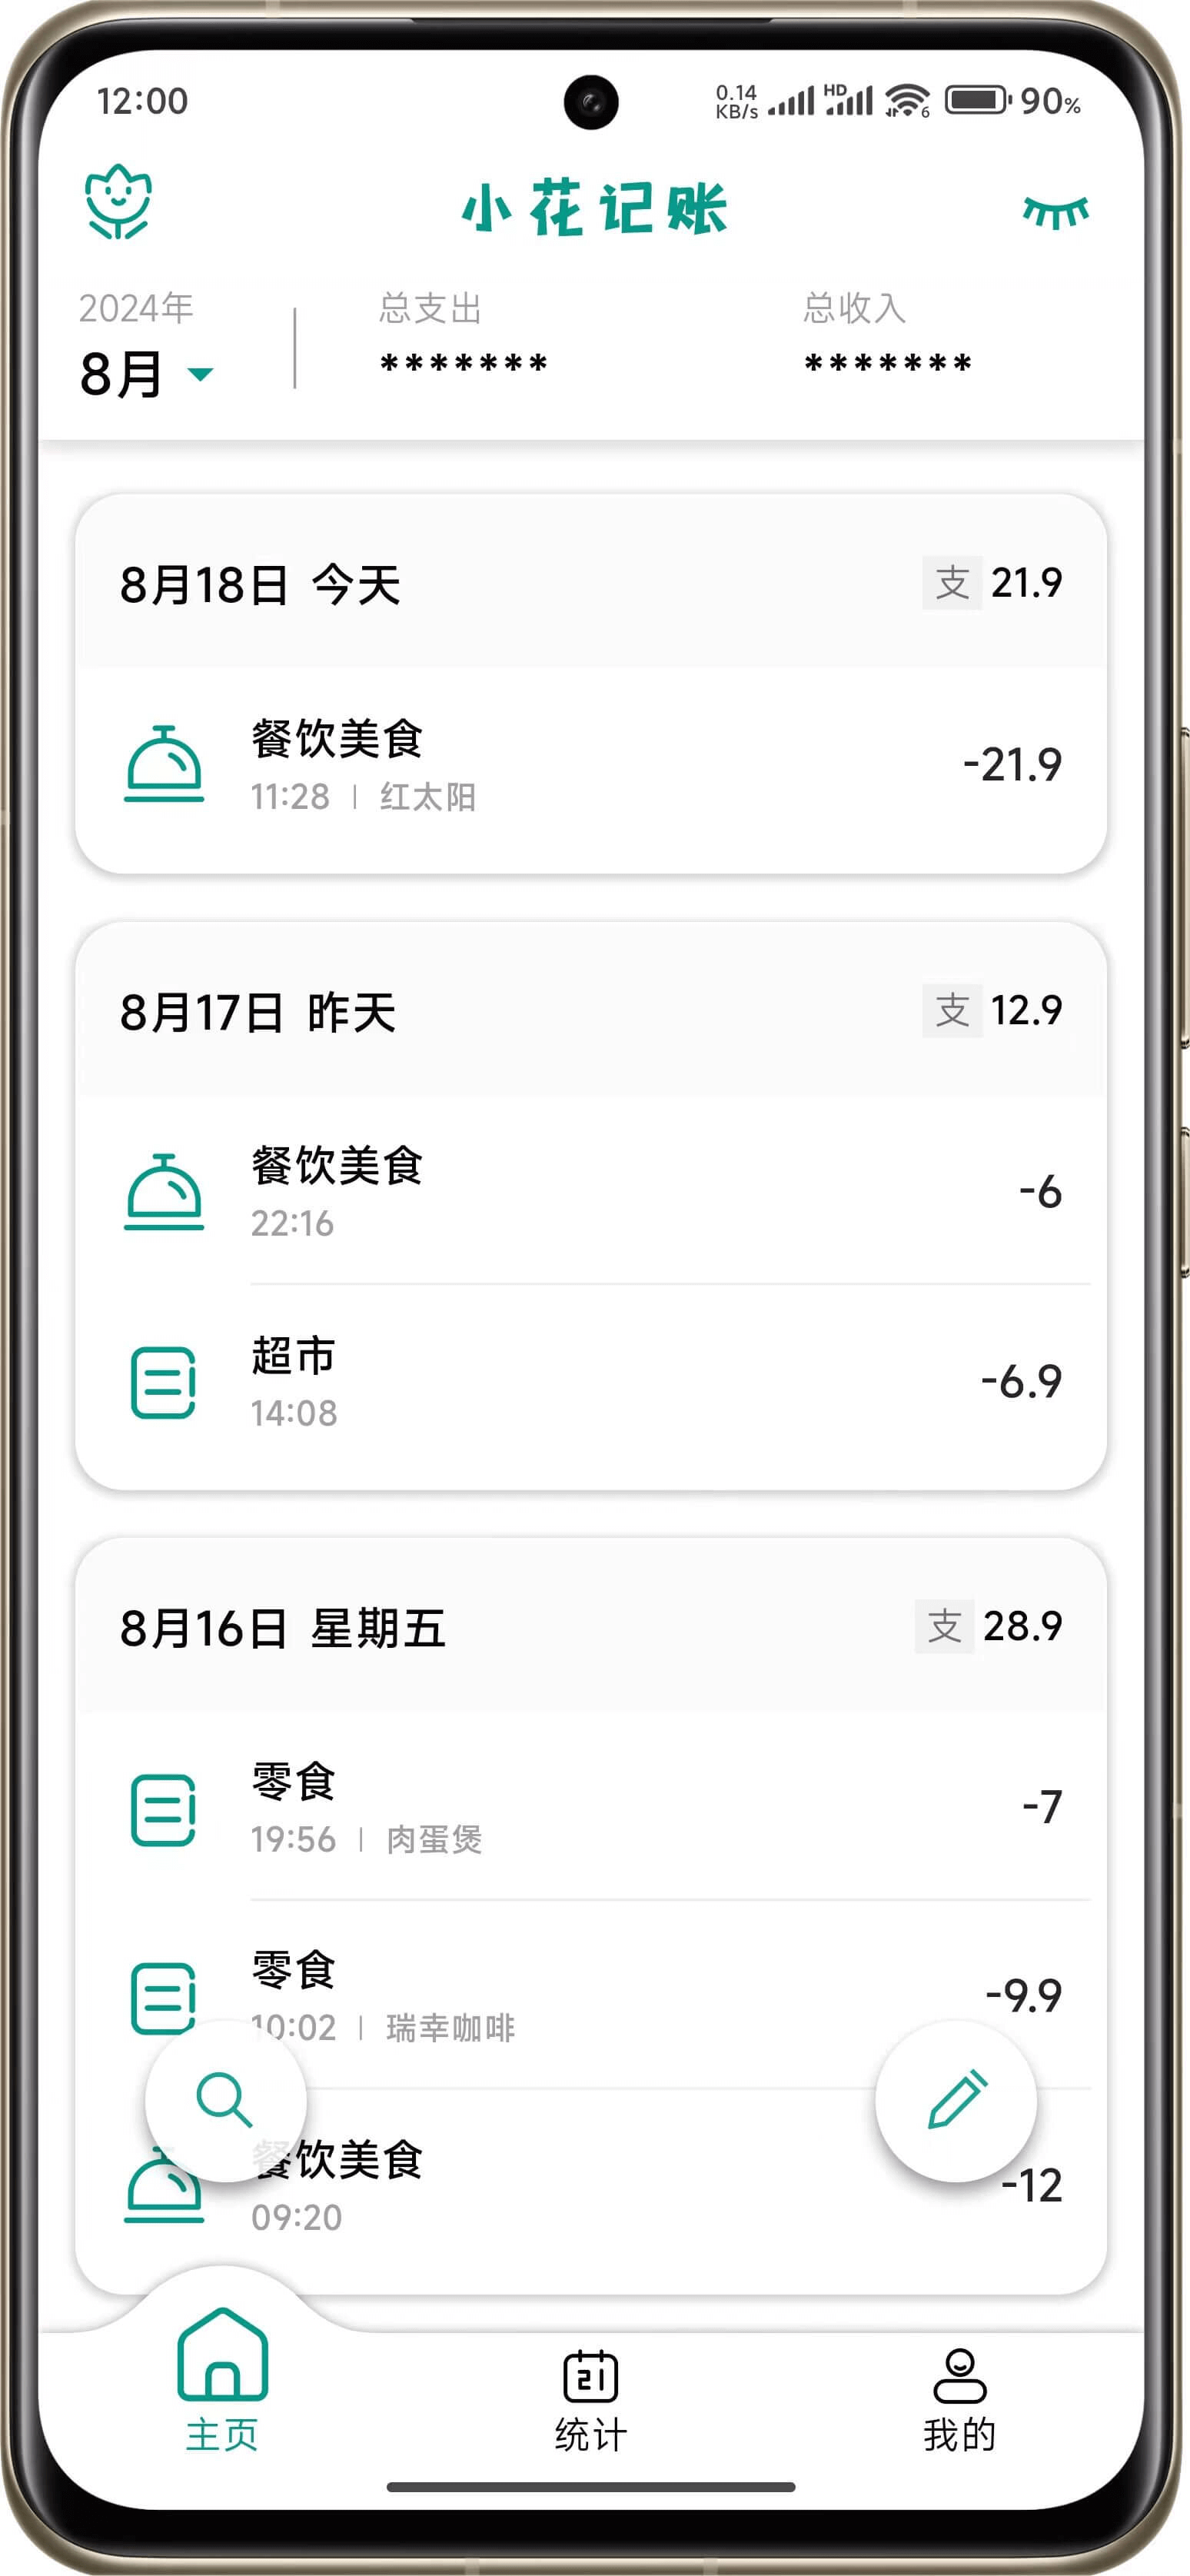 12:00
0.14 KB/s HD 6 90%
小花记账
2024年 总支出 总收入
8月 ******* *******
8月18日 今天 支 21.9
餐饮美食 -21.9
11:28 | 红太阳
8月17日 昨天 支 12.9
餐饮美食 -6
22:16
超市 -6.9
14:08
8月16日 星期五 支 28.9
零食 -7
19:56 | 肉蛋煲
零食 -9.9
10:02 | 瑞幸咖啡
餐饮美食 -12
09:20
21
主页 统计 我的